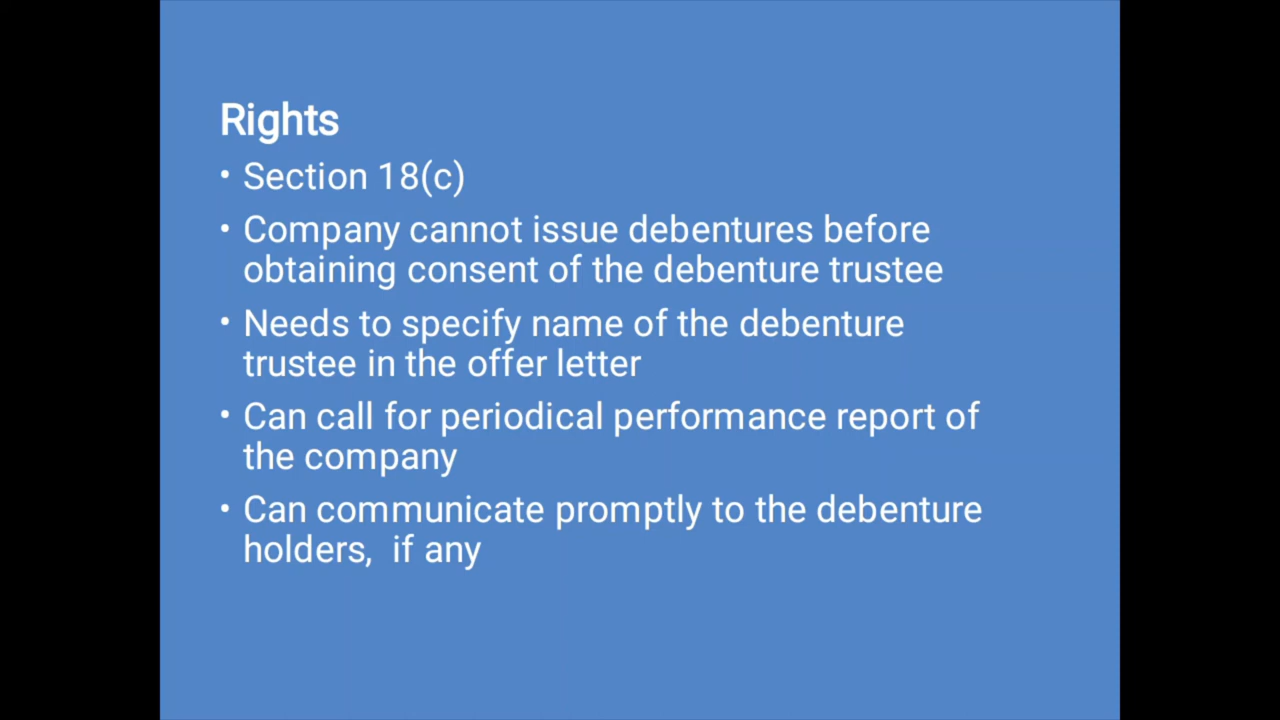 Rights
• Section 18(c)
• Company cannot issue debentures before
obtaining consent of the debenture trustee
• Needs to specify name of the debenture
trustee in the offer letter
• Can call for periodical performance report of
the company
• Can communicate promptly to the debenture
holders,  if any